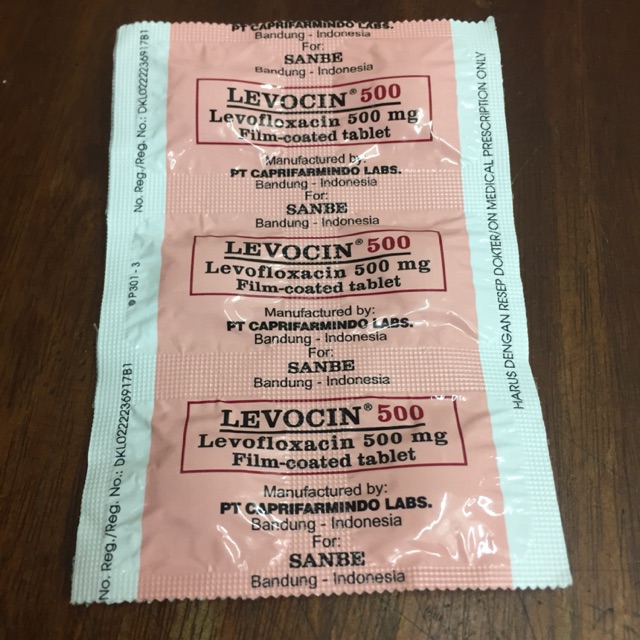 PT CAPRIFARMINDO LABS.
Bandung - Indonesia
For:
SANBE
Bandung - Indonesia
LEVOCIN® 500
Levofloxacin 500 mg
Film-coated tablet
Manufactured by:
PT CAPRIFARMINDO LABS.
Bandung - Indonesia
For:
SANBE
Bandung - Indonesia
LEVOCIN® 500
Levofloxacin 500 mg
Film-coated tablet
Manufactured by:
PT CAPRIFARMINDO LABS.
Bandung - Indonesia
For:
SANBE
Bandung - Indonesia
LEVOCIN® 500
Levofloxacin 500 mg
Film-coated tablet
Manufactured by:
PT CAPRIFARMINDO LABS.
Bandung - Indonesia
For:
SANBE
Bandung - Indonesia
No. Reg./Reg. No.: DKL0222236917B1
P301 - 3
No. Reg./Reg. No.: DKL0222236917B1
HARUS DENGAN RESEP DOKTER/ON MEDICAL PRESCRIPTION ONLY